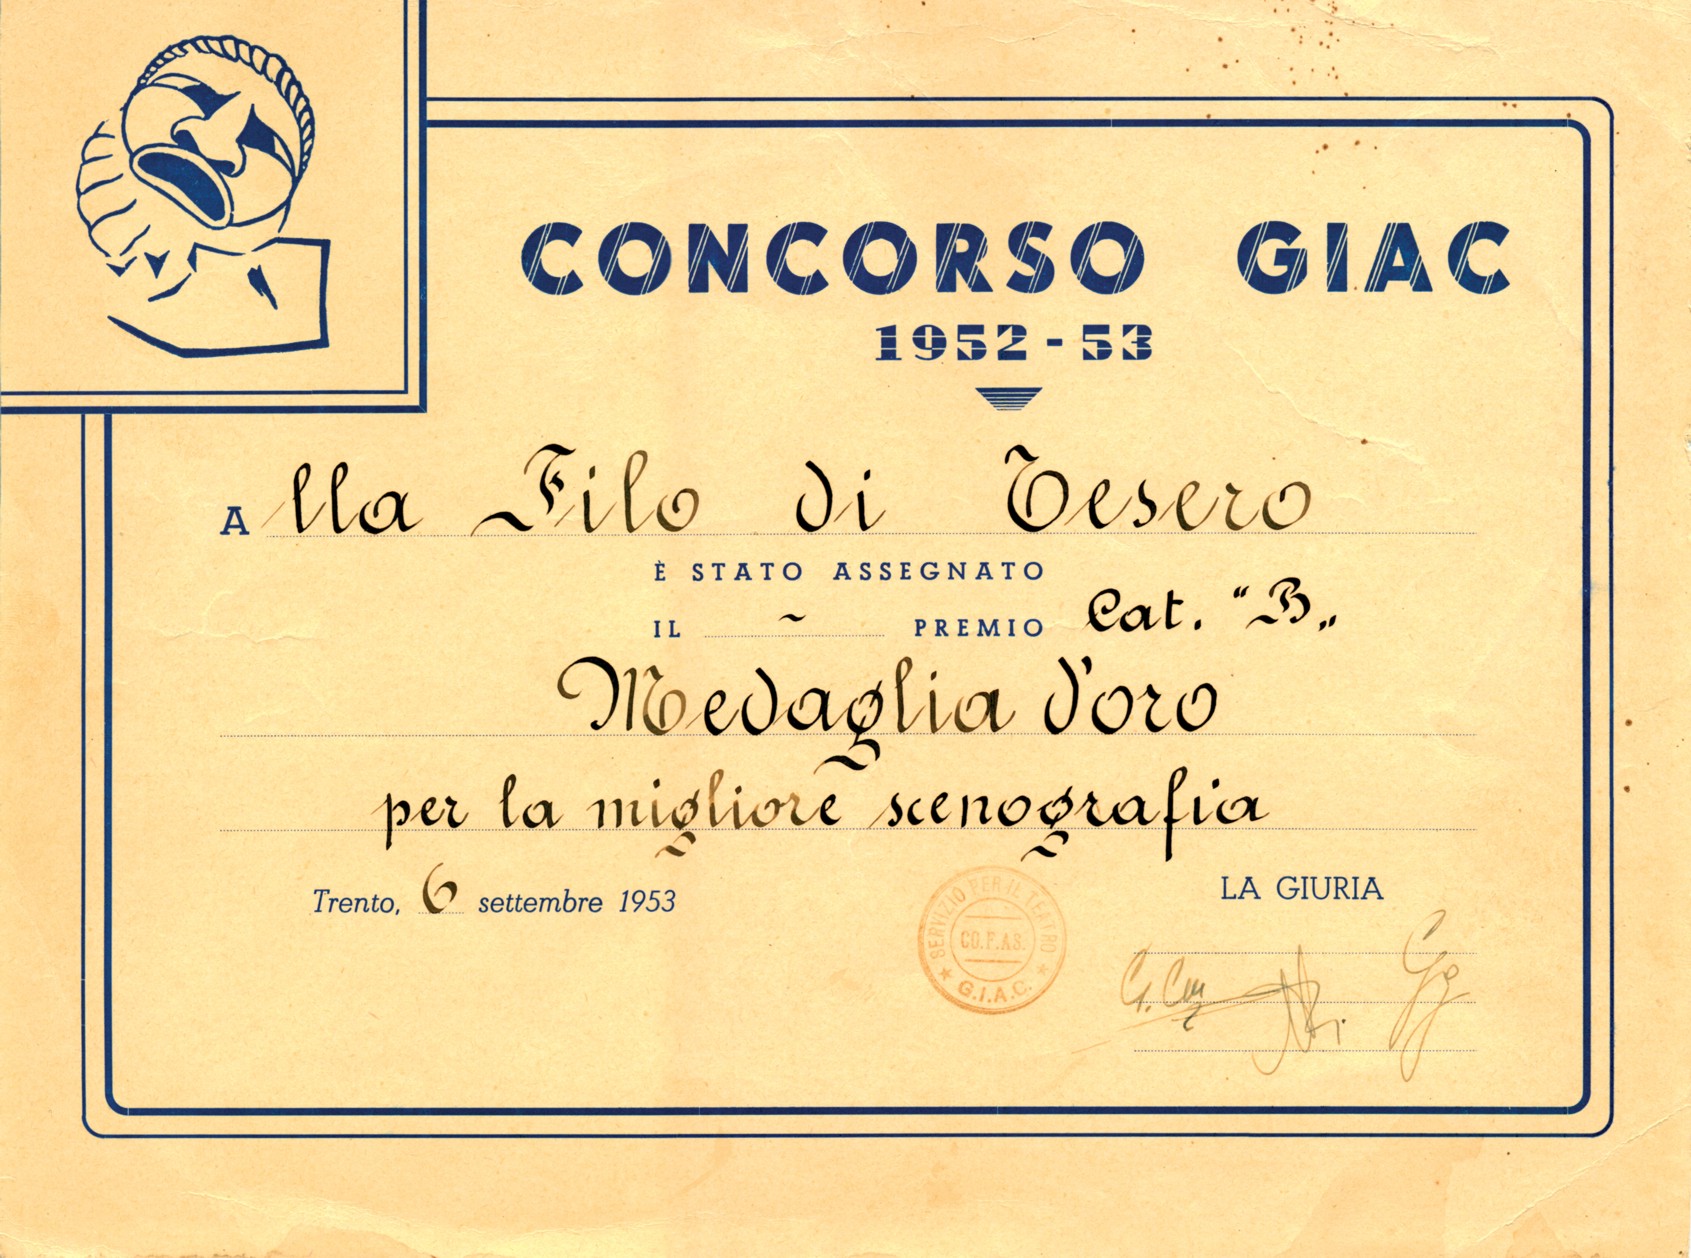 CONCORSO GIAC
1952-53
Alla Filo di Tesero
È STATO ASSEGNATO
IL ~ PREMIO Cat. “B„
Medaglia d'oro
per la migliore scenografia
Trento, 6 settembre 1953
LA GIURIA
SERVIZIO PER IL TEATRO
CO.F.AS.
★ G.I.A.C. ★